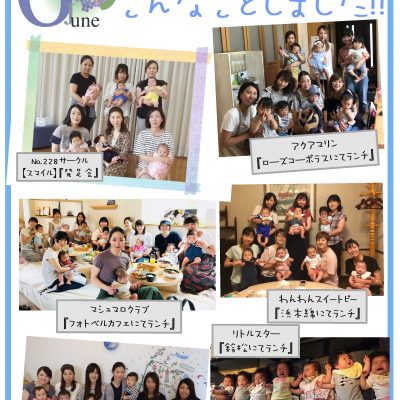 6
June
こんなことしました!!
No.228サークル
【スマイル】『発足会』
アクアマリン
『ローズコーポラスにてランチ』
マシュマロクラブ
『フォトベルカフェにてランチ』
わんわんスイートピー
『浜木綿にてランチ』
リトルスター
『鈴松にてランチ』